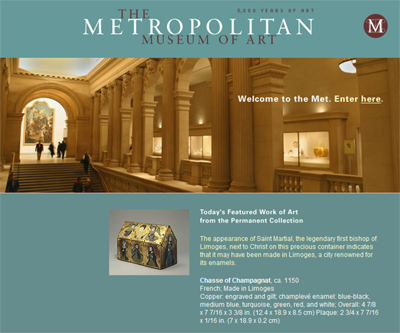 5,000 YEARS OF ART
THE
METROPOLITAN
MUSEUM OF ART
M
Welcome to the Met. Enter here.
Today's Featured Work of Art
from the Permanent Collection
The appearance of Saint Martial, the legendary first bishop of
Limoges, next to Christ on this precious container indicates
that it may have been made in Limoges, a city renowned for
its enamels.
Chasse of Champagnat, ca. 1150
French; Made in Limoges
Copper: engraved and gilt; champlevé enamel: blue-black,
medium blue, turquoise, green, red, and white; Overall: 4 7/8
x 7 7/16 x 3 3/8 in. (12.4 x 18.9 x 8.5 cm) Plaque: 2 3/4 x 7 7/16
x 1/16 in. (7 x 18.9 x 0.2 cm)